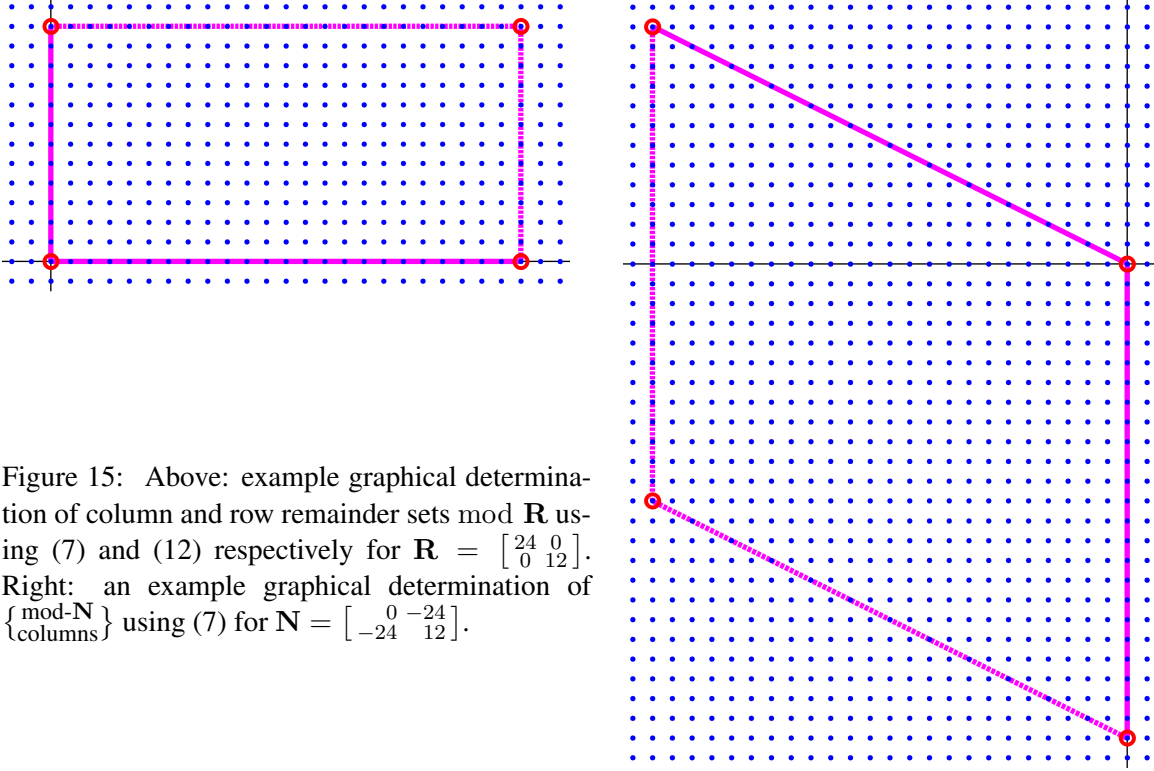 Figure 15: Above: example graphical determina-
tion of column and row remainder sets mod R us-
ing (7) and (12) respectively for R = [24 0 0 12].
Right: an example graphical determination of
{mod-N columns} using (7) for N = [0 −24 −24 12].